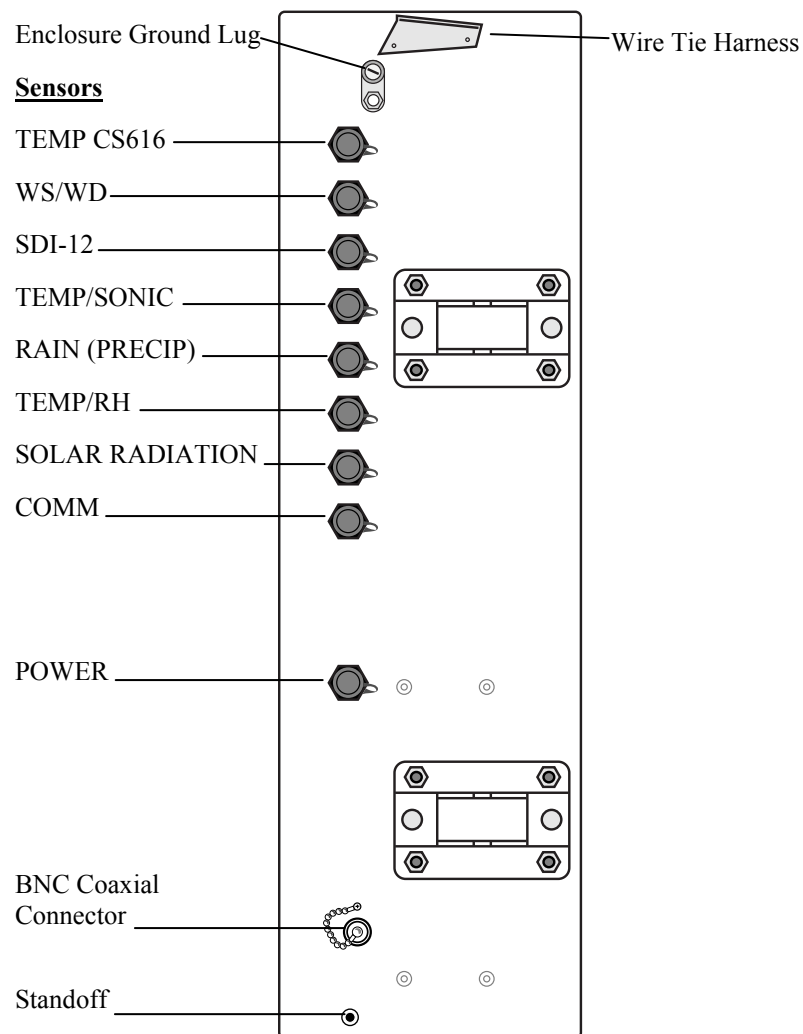 Enclosure Ground Lug
Wire Tie Harness
Sensors
TEMP CS616
WS/WD
SDI-12
TEMP/SONIC
RAIN (PRECIP)
TEMP/RH
SOLAR RADIATION
COMM
POWER
BNC Coaxial
Connector
Standoff